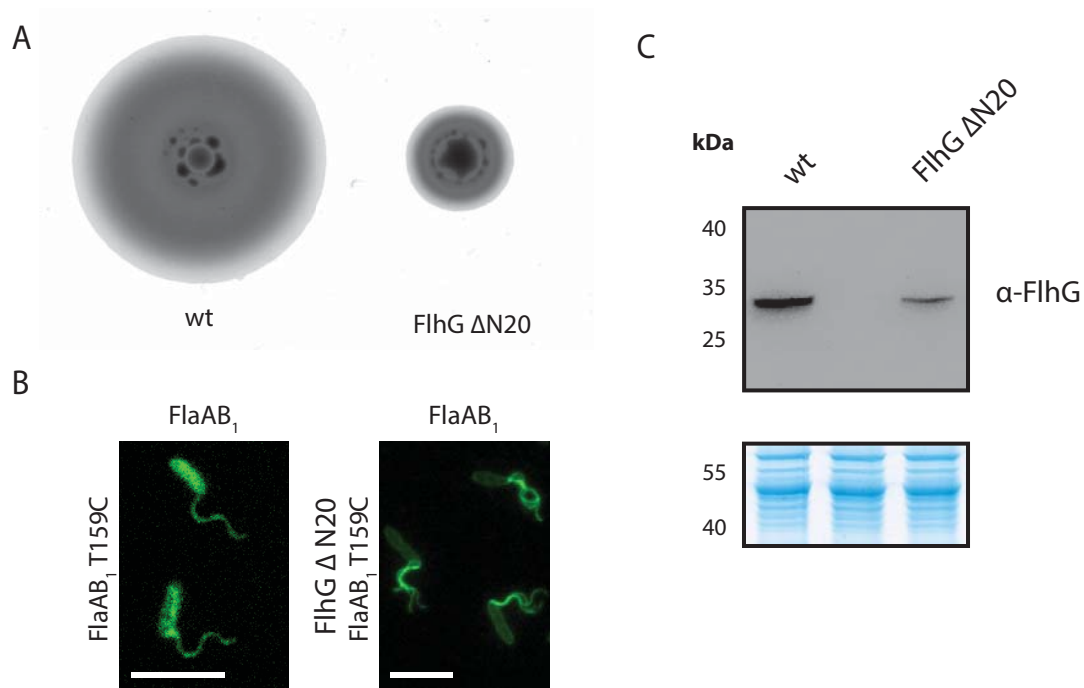 A
wt
FlhG ΔN20
B
FlaAB₁
FlaAB₁ T159C
FlaAB₁
FlhG Δ N20
FlaAB₁ T159C
C
kDa
wt
FlhG ΔN20
40
35
25
α-FlhG
55
40